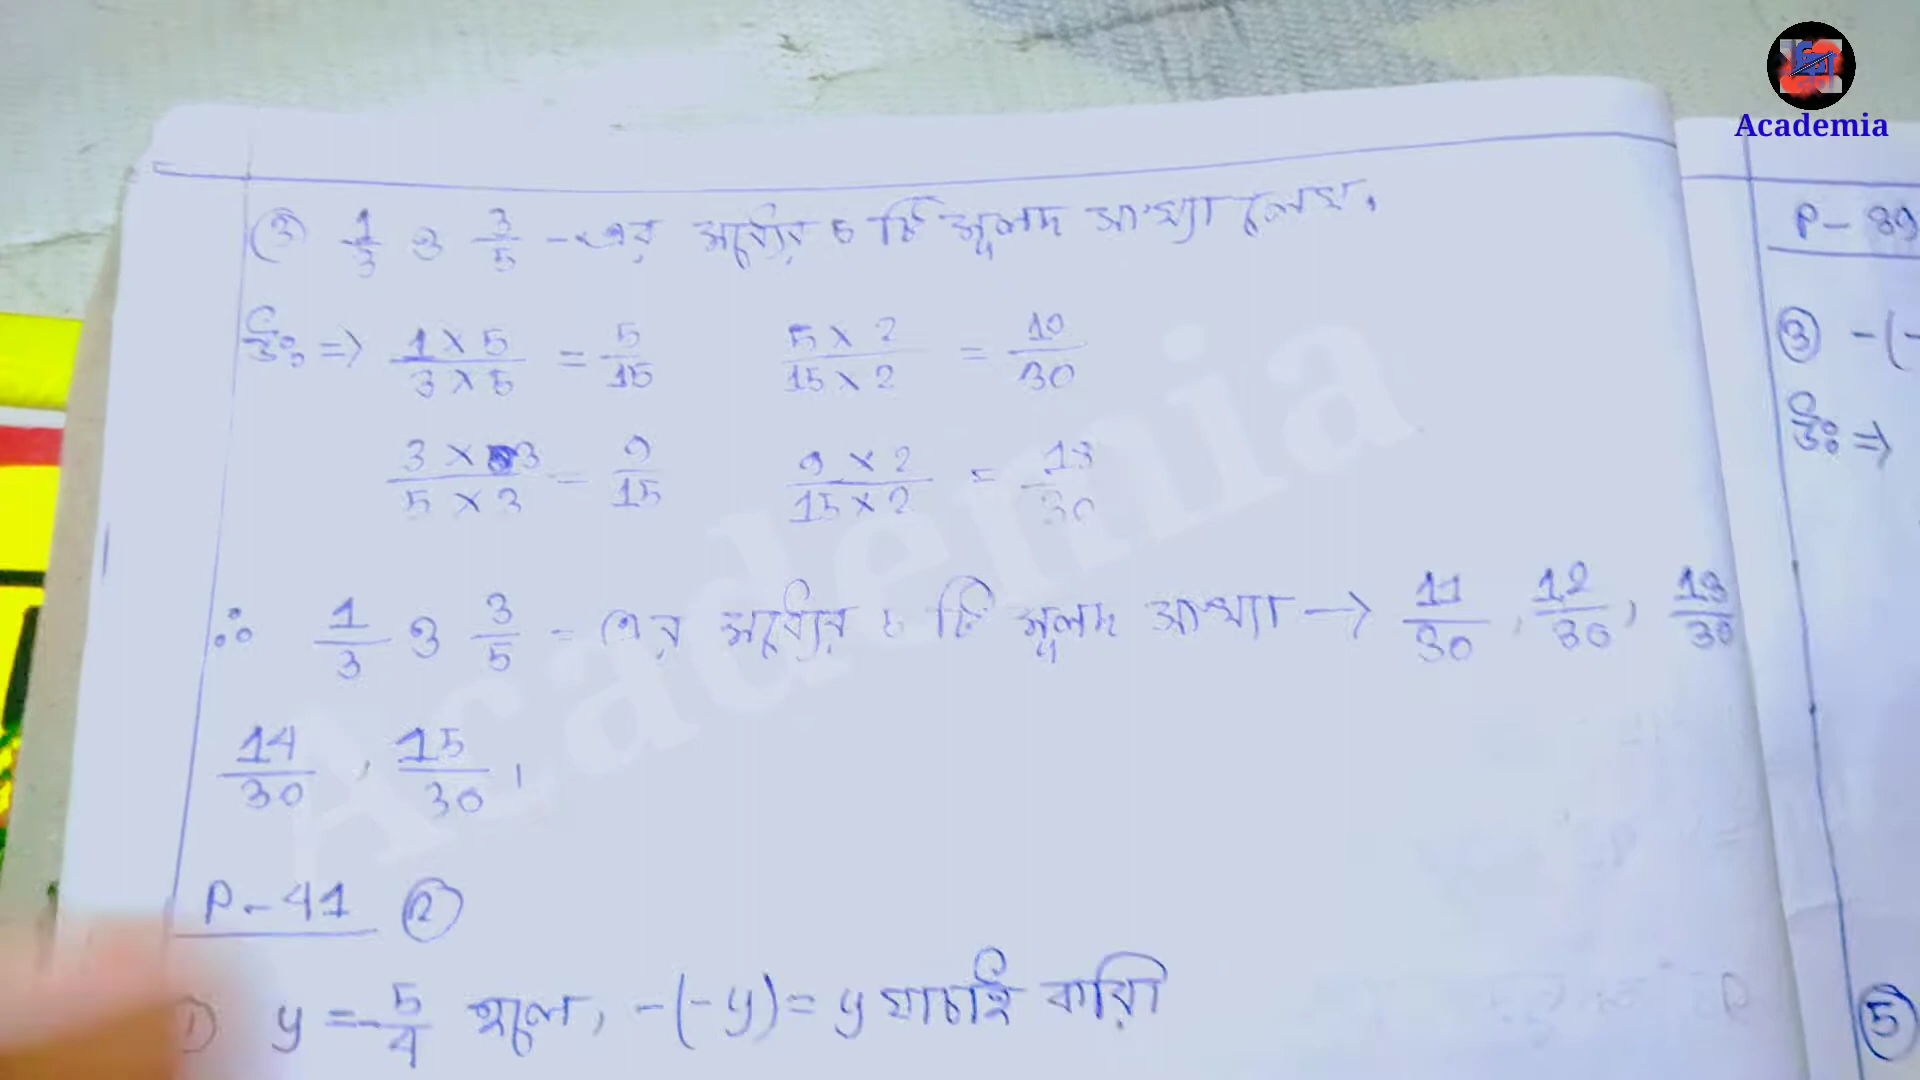 Academia
③ 1/3 ও 3/5 -এর মধ্যে 5 টি মূলদ সংখ্যা লেখ।
উঃ => 1 × 5 / 3 × 5 = 5/15    5 × 2 / 15 × 2 = 10/30
3 × 3 / 5 × 3 = 9/15    9 × 2 / 15 × 2 = 18/30
∴ 1/3 ও 3/5 - এর মধ্যে 5 টি মূলদ সংখ্যা → 11/30, 12/30, 13/30
14/30, 15/30।
P-41 ②
① y = -5/4 হলে, -(-y) = y যাচাই করি
P-39
③ -(-
উঃ =>
⑤
Academia